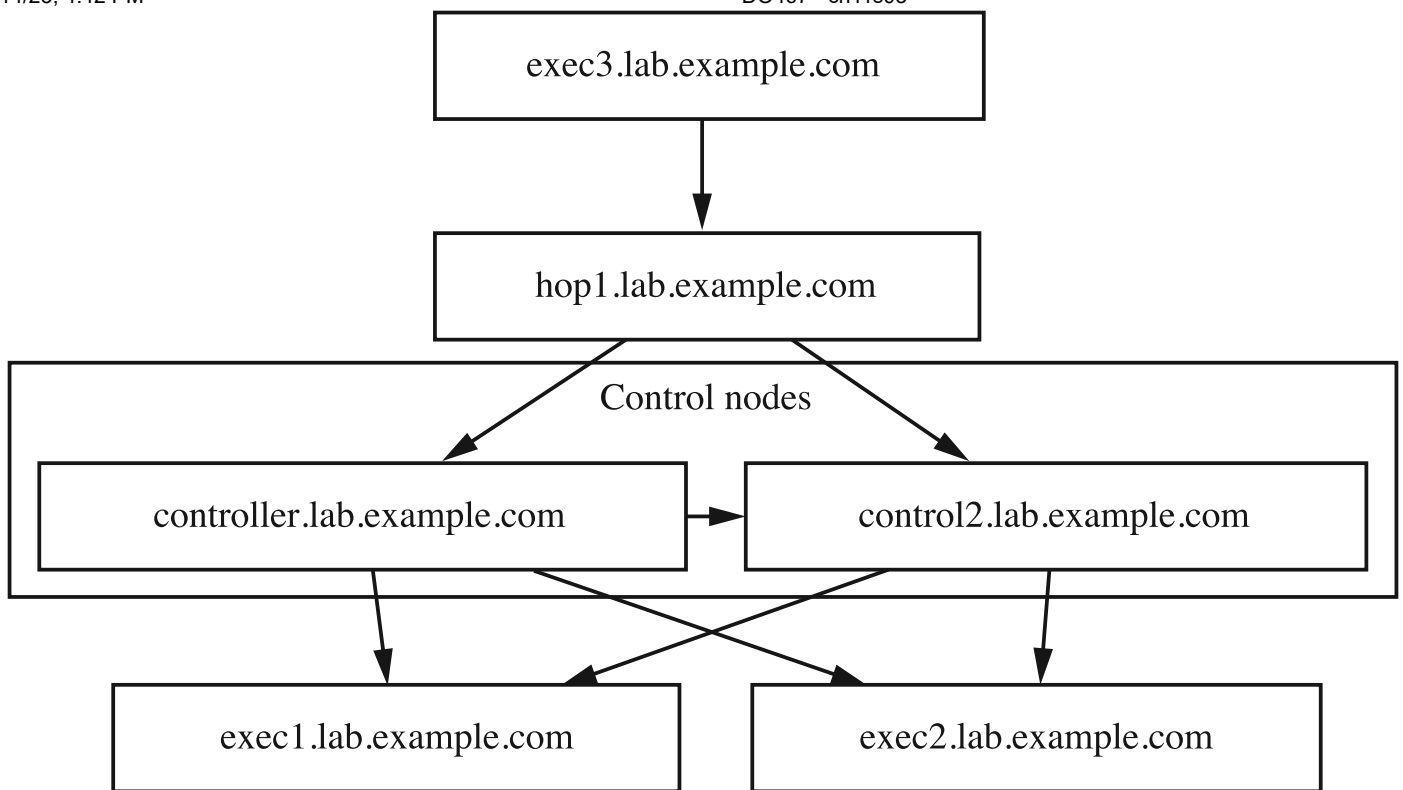 exec3.lab.example.com
hop1.lab.example.com
Control nodes
controller.lab.example.com
control2.lab.example.com
exec1.lab.example.com
exec2.lab.example.com